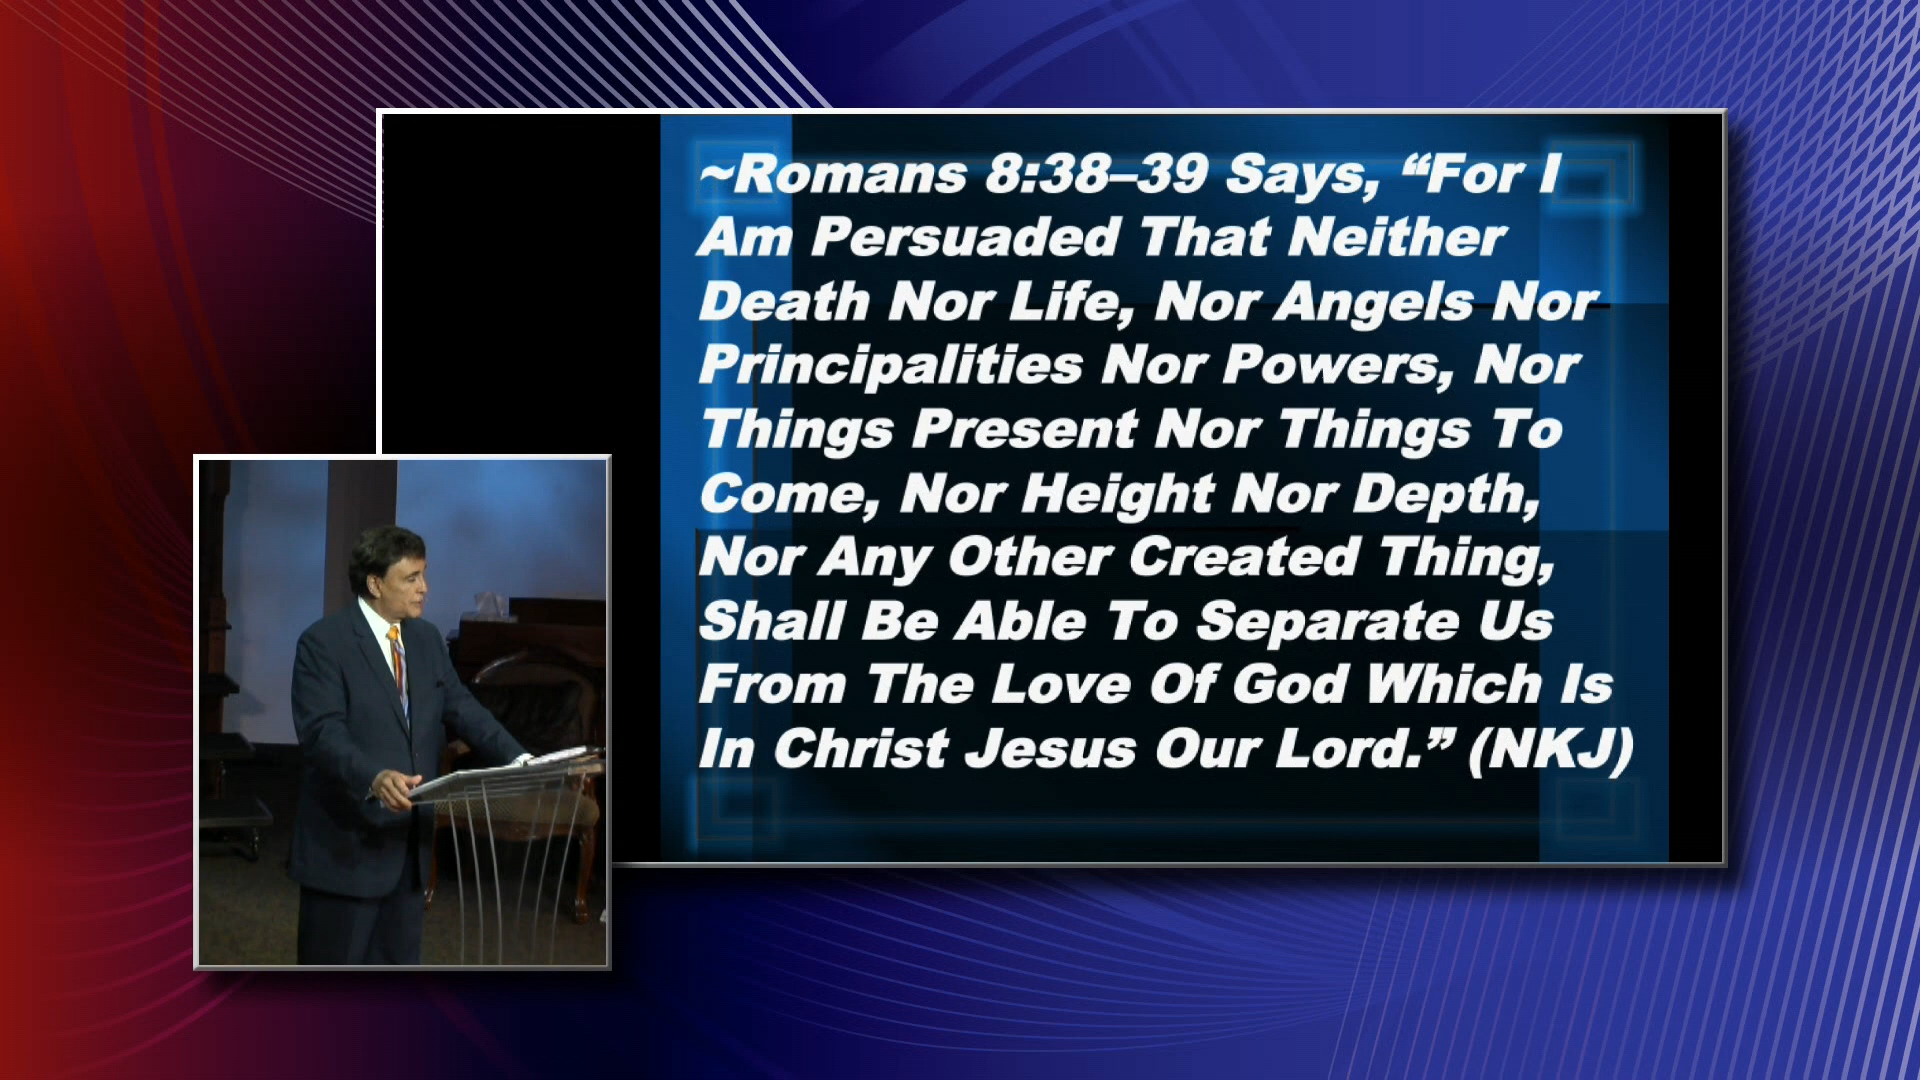 ~Romans 8:38–39 Says, “For I
Am Persuaded That Neither
Death Nor Life, Nor Angels Nor
Principalities Nor Powers, Nor
Things Present Nor Things To
Come, Nor Height Nor Depth,
Nor Any Other Created Thing,
Shall Be Able To Separate Us
From The Love Of God Which Is
In Christ Jesus Our Lord.” (NKJ)